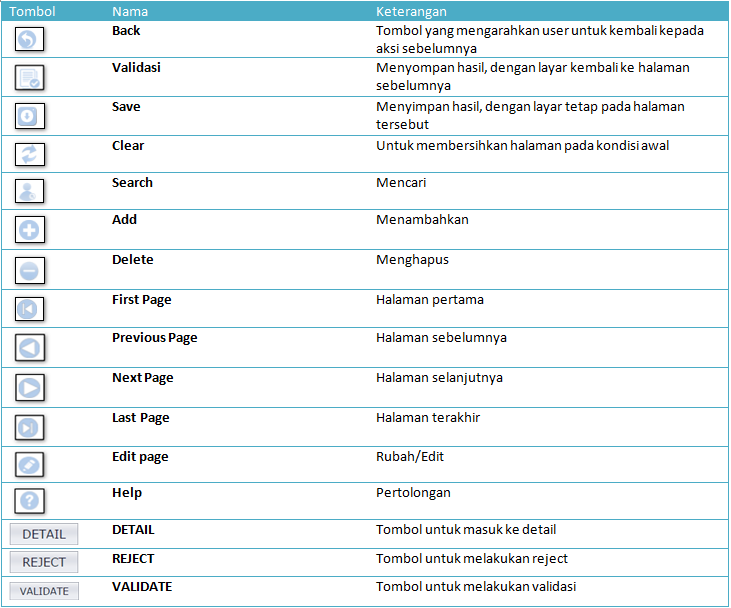 Tombol Nama Keterangan
Back Tombol yang mengarahkan user untuk kembali kepada
aksi sebelumnya
Validasi Menyompan hasil, dengan layar kembali ke halaman
sebelumnya
Save Menyimpan hasil, dengan layar tetap pada halaman
tersebut
Clear Untuk membersihkan halaman pada kondisi awal
Search Mencari
Add Menambahkan
Delete Menghapus
First Page Halaman pertama
Previous Page Halaman sebelumnya
Next Page Halaman selanjutnya
Last Page Halaman terakhir
Edit page Rubah/Edit
? Help Pertolongan
DETAIL DETAIL Tombol untuk masuk ke detail
REJECT REJECT Tombol untuk melakukan reject
VALIDATE VALIDATE Tombol untuk melakukan validasi